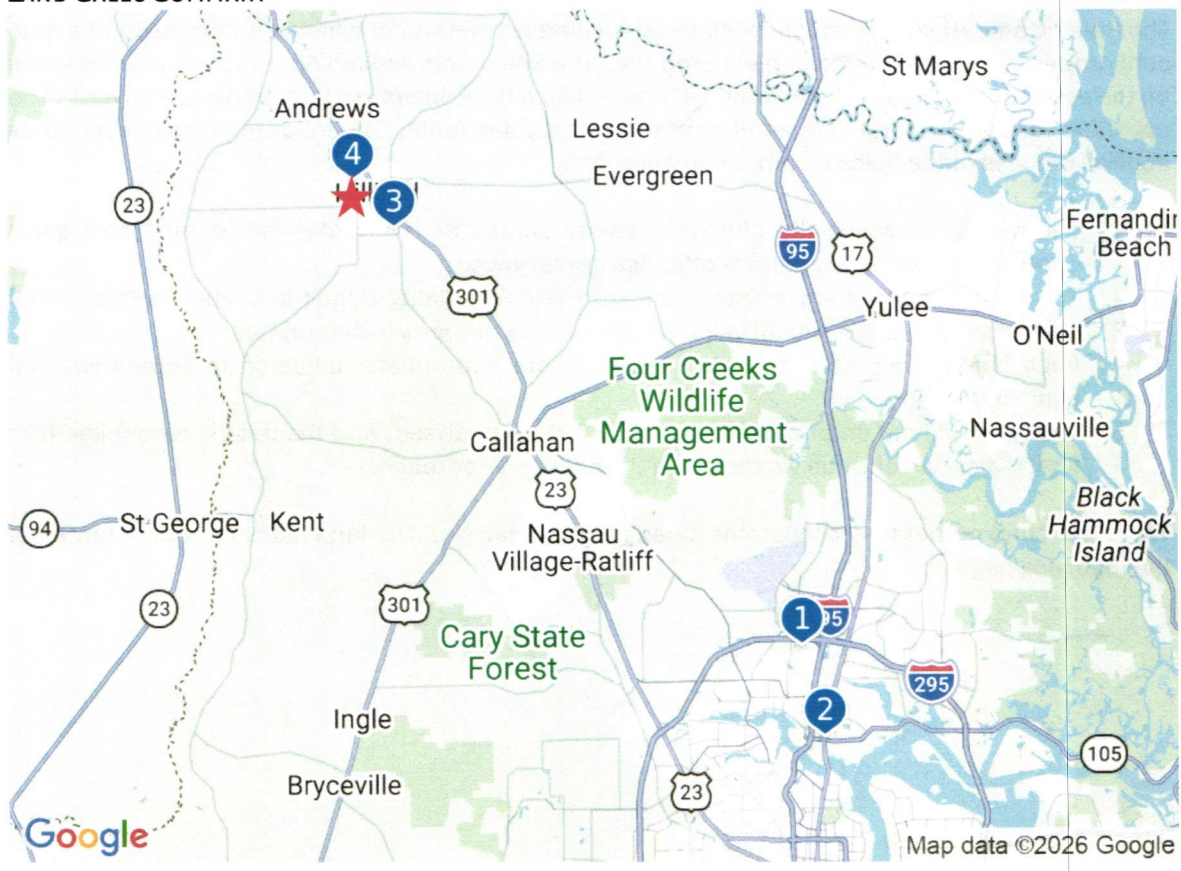 Andrews
St Marys
Lessie
4
Evergreen
3
23
Fernandin
Beach
95
17
301
Yulee
O'Neil
Four Creeks
Wildlife
Management
Area
Callahan
Nassauville
23
Black
Hammock
Island
94
St George
Kent
Nassau
Village-Ratliff
301
23
1
95
Cary State
Forest
295
2
Ingle
105
Bryceville
23
Google
Map data ©2026 Google